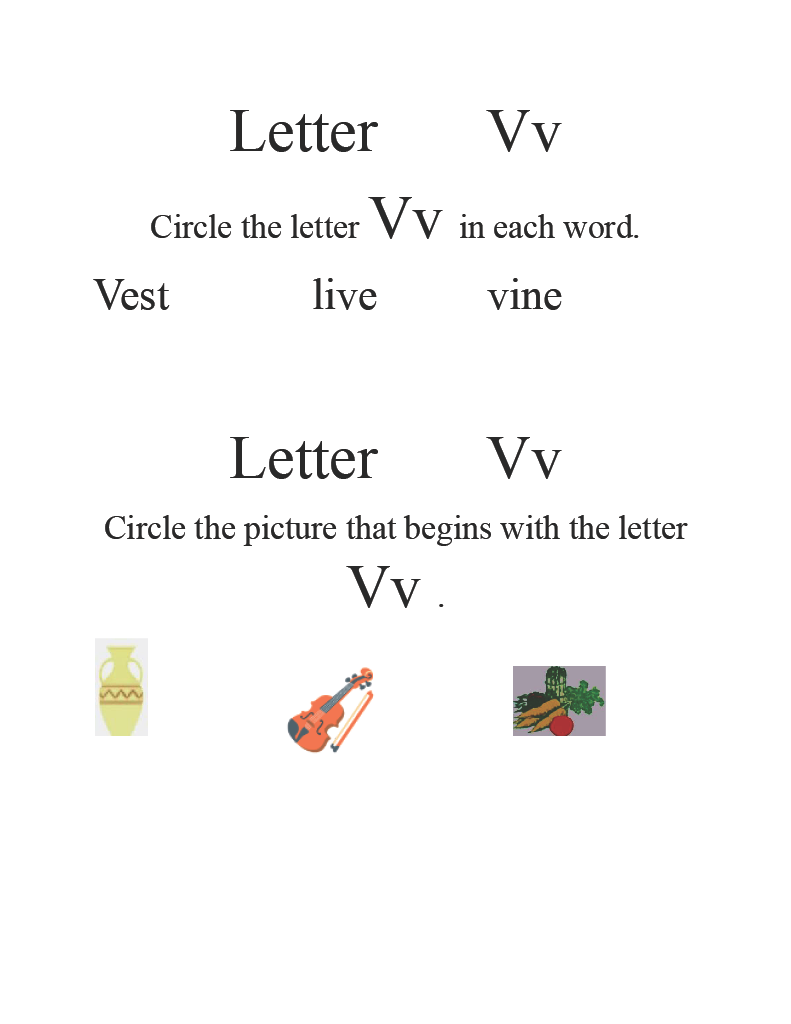 Letter Vv
Circle the letter Vv in each word.
Vest live vine
Letter Vv
Circle the picture that begins with the letter
Vv .